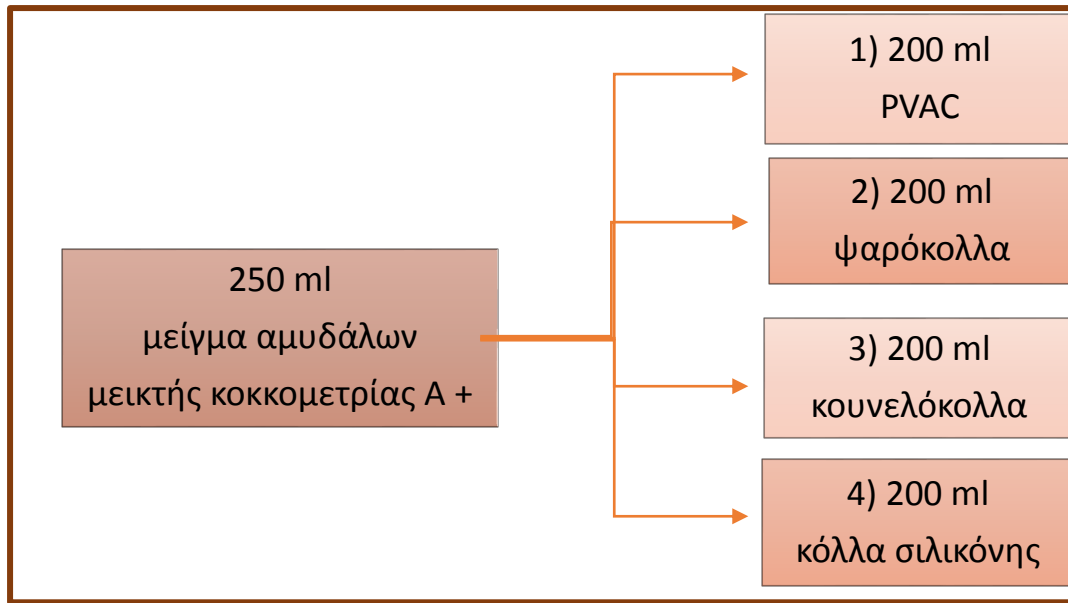 250 ml
μείγμα αμυδάλων
μεικτής κοκκομετρίας Α +
1) 200 ml
PVAC
2) 200 ml
ψαρόκολλα
3) 200 ml
κουνελόκολλα
4) 200 ml
κόλλα σιλικόνης